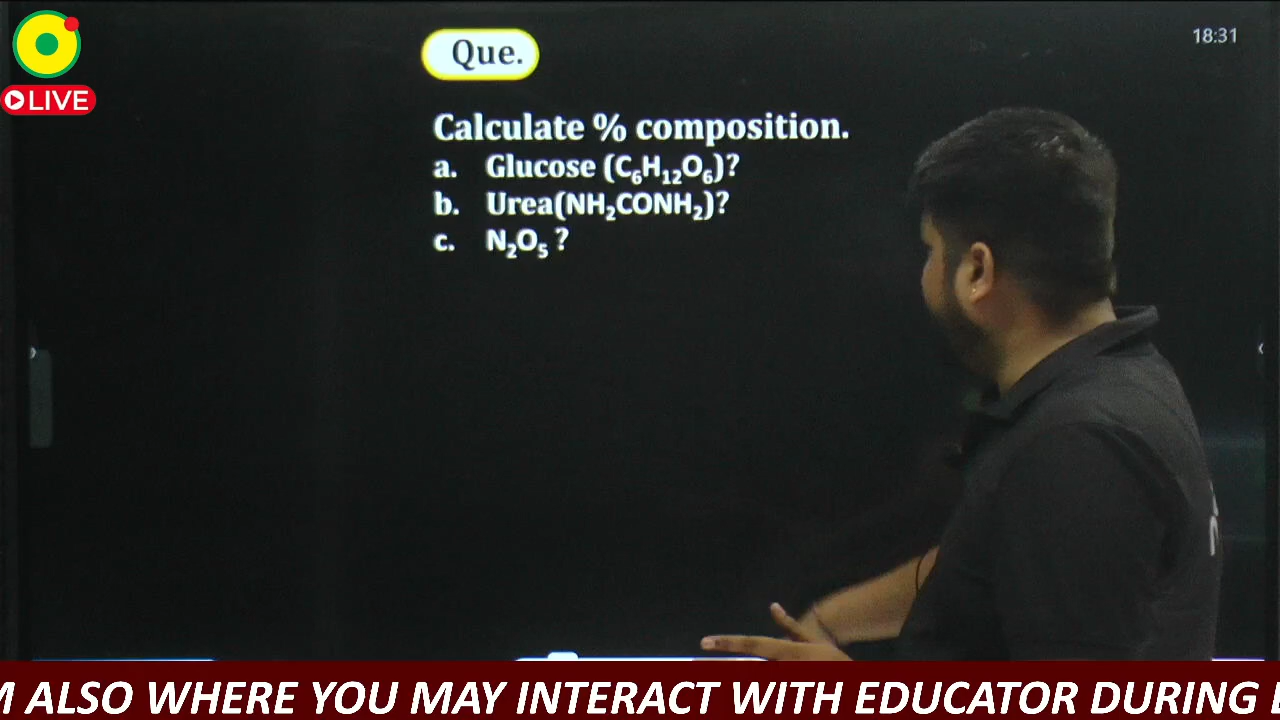 Que.
18:31
LIVE
Calculate % composition.
a. Glucose (C₆H₁₂O₆)?
b. Urea(NH₂CONH₂)?
c. N₂O₅ ?
M ALSO WHERE YOU MAY INTERACT WITH EDUCATOR DURING